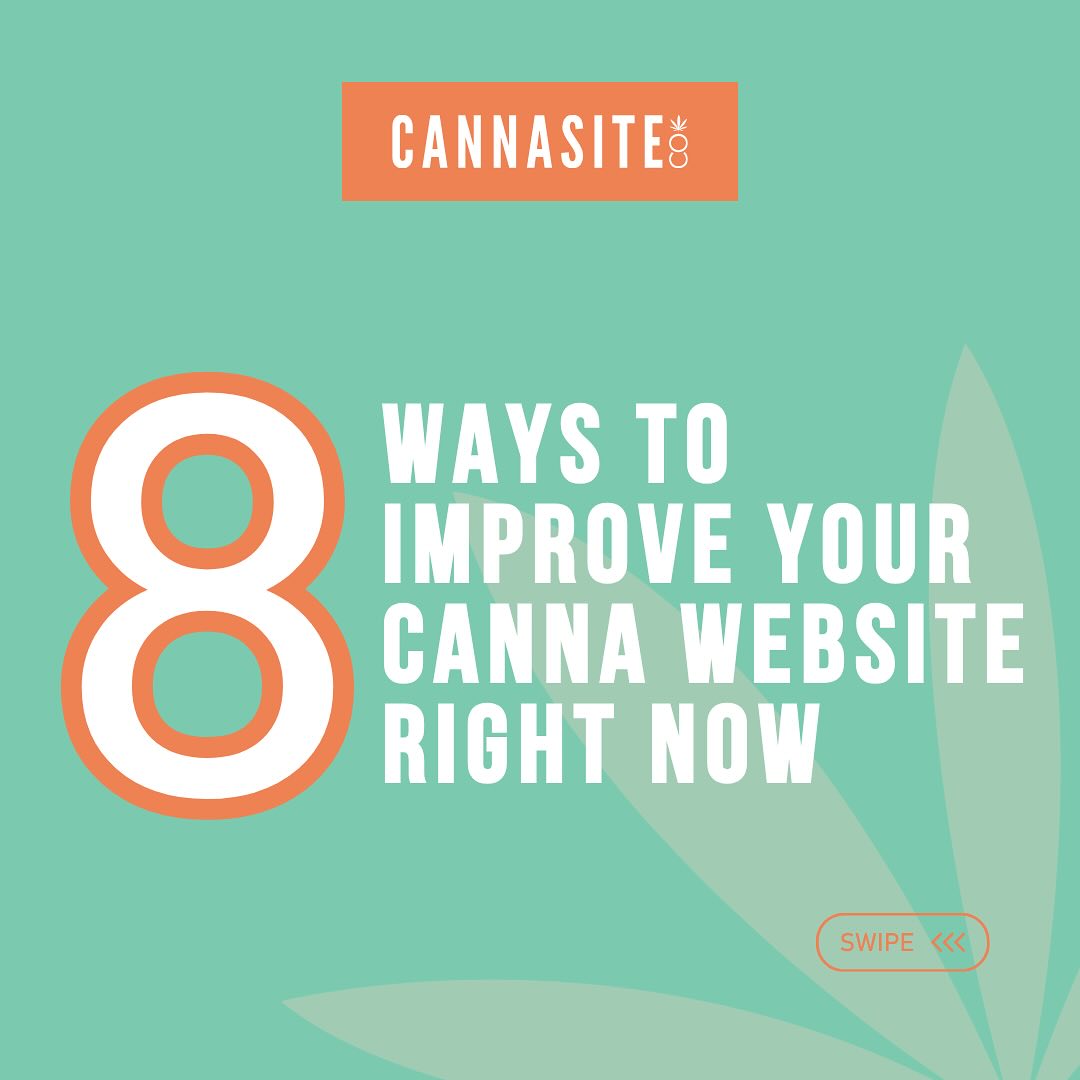 CANNASITE CO
8
WAYS TO
IMPROVE YOUR
CANNA WEBSITE
RIGHT NOW
SWIPE